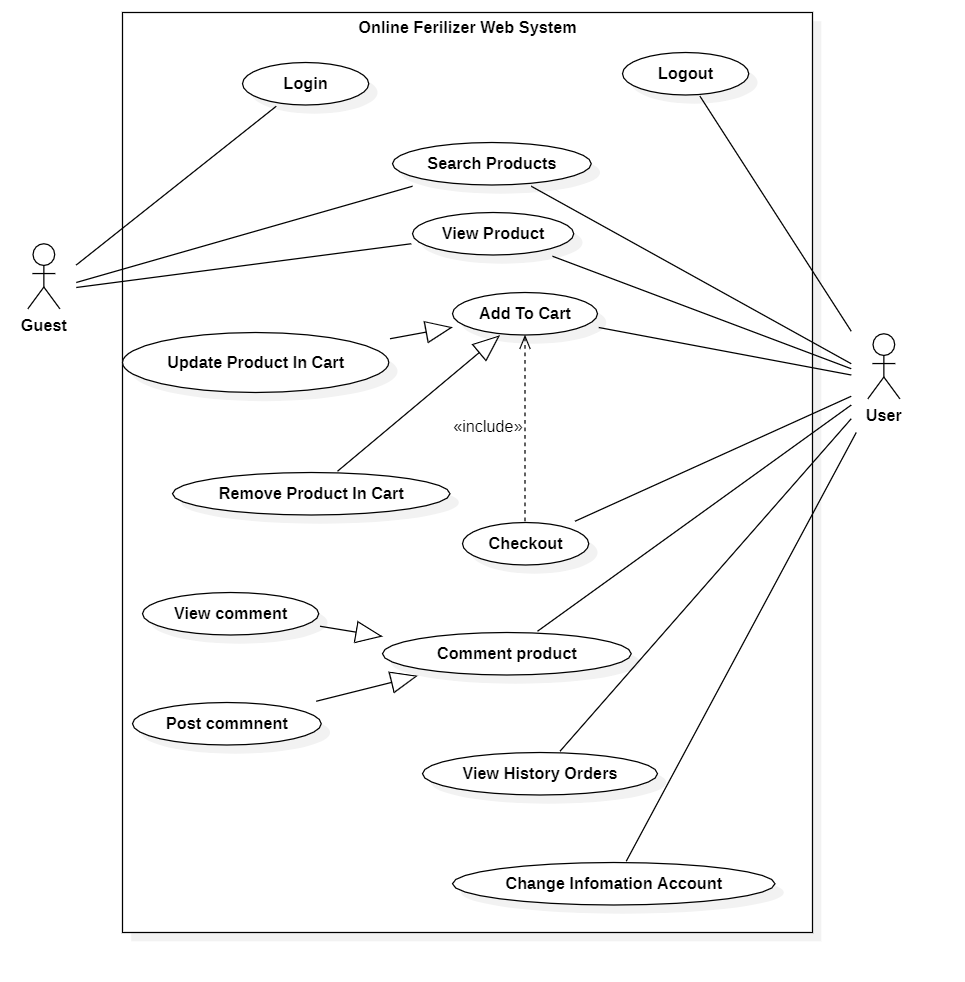 Online Ferilizer Web System
Login
Logout
Search Products
View Product
Guest
Add To Cart
Update Product In Cart
User
«include»
Remove Product In Cart
Checkout
View comment
Comment product
Post commnent
View History Orders
Change Infomation Account